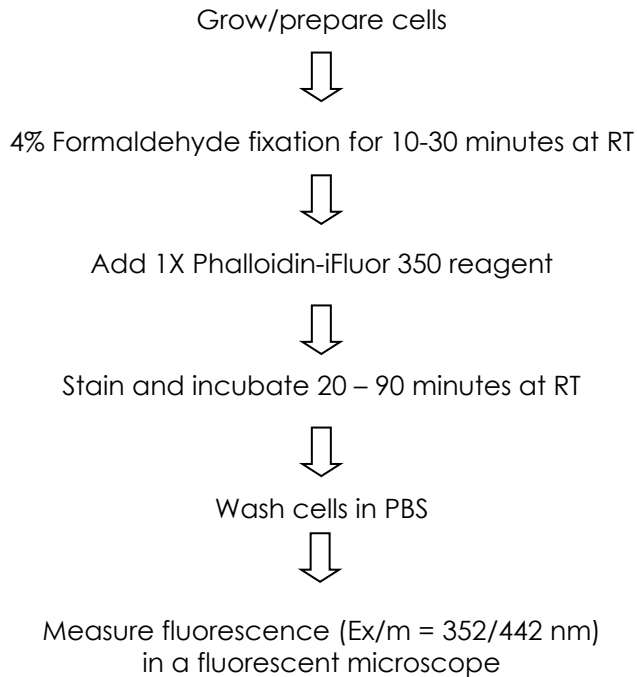 Grow/prepare cells
4% Formaldehyde fixation for 10-30 minutes at RT
Add 1X Phalloidin-iFluor 350 reagent
Stain and incubate 20 – 90 minutes at RT
Wash cells in PBS
Measure fluorescence (Ex/m = 352/442 nm)
in a fluorescent microscope